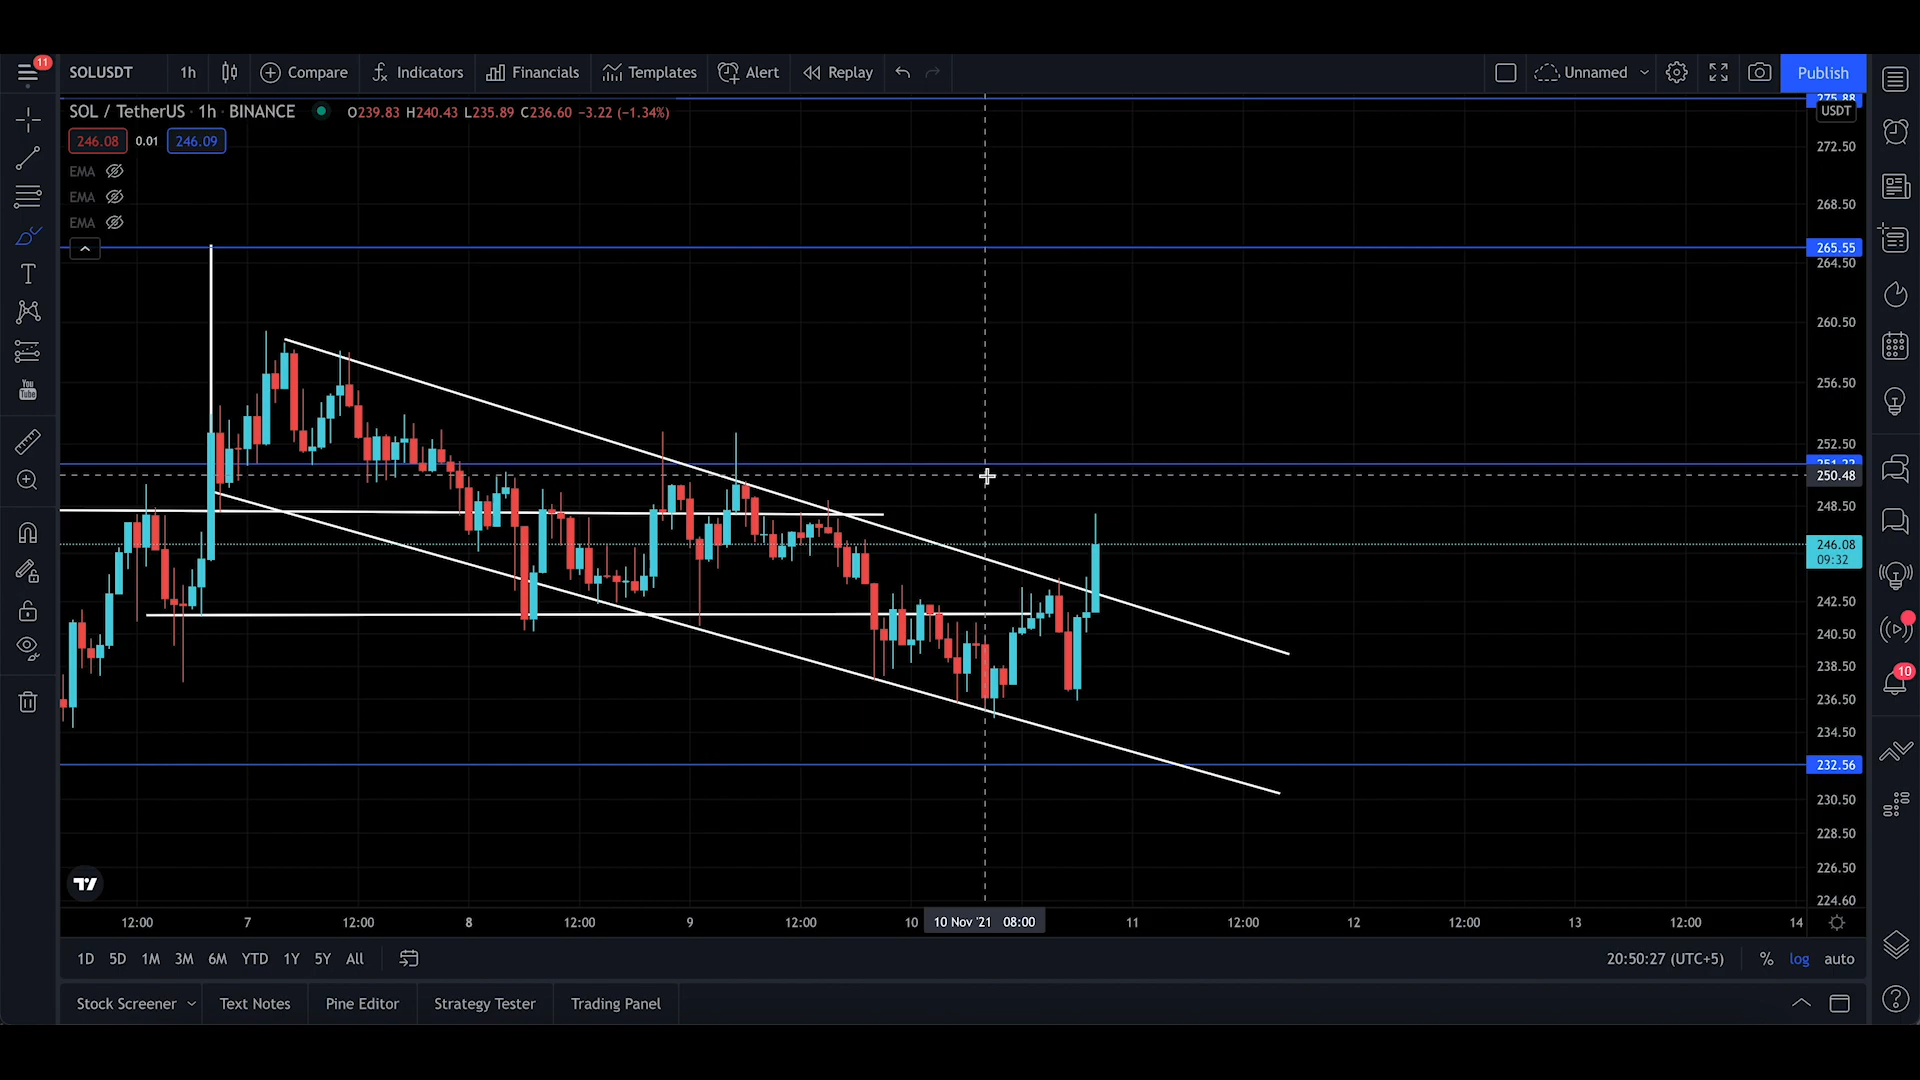 11
SOLUSDT 1h Compare Indicators Financials Templates Alert Replay Unnamed Publish
SOL / TetherUS · 1h · BINANCE O239.83 H240.43 L235.89 C236.60 −3.22 (−1.34%)
246.08 0.01 246.09
EMA
EMA
EMA
275.88
USDT
272.50
268.50
265.55
264.50
260.50
256.50
252.50
250.48
248.50
246.08
09:32
242.50
240.50
238.50
236.50
234.50
232.56
230.50
228.50
226.50
224.60
You
Tube
10
12:00 7 12:00 8 12:00 9 12:00 10 10 Nov '21 08:00 11 12:00 12 12:00 13 12:00 14
1D 5D 1M 3M 6M YTD 1Y 5Y All 20:50:27 (UTC+5) % log auto
Stock Screener Text Notes Pine Editor Strategy Tester Trading Panel